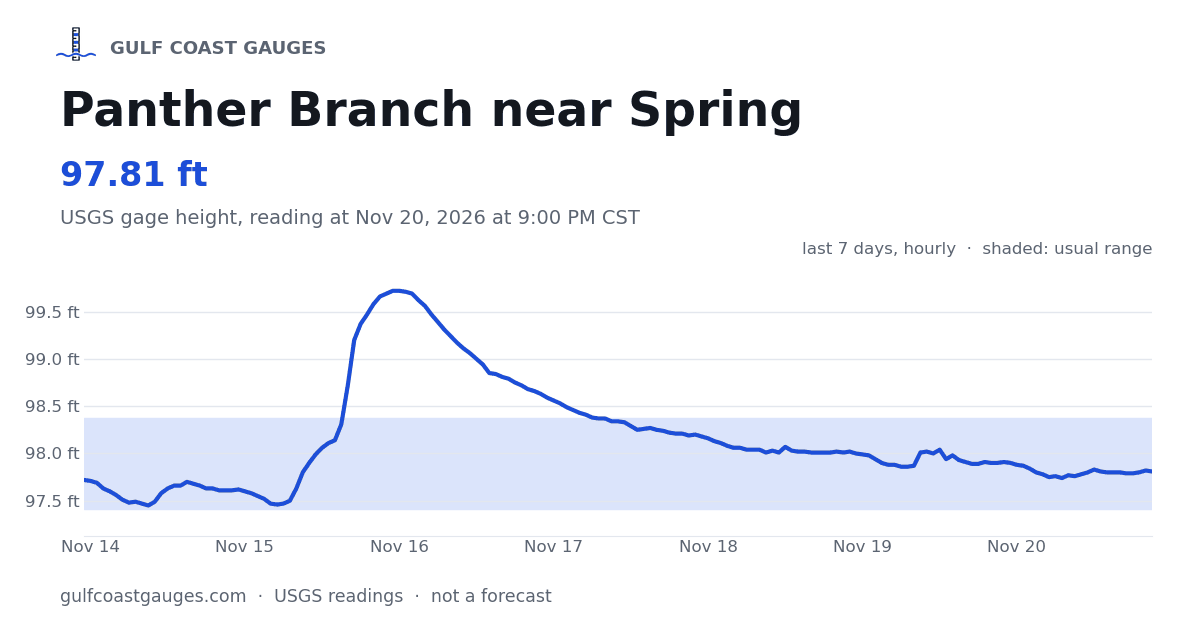 GULF COAST GAUGES
Panther Branch near Spring
97.81 ft
USGS gage height, reading at Nov 20, 2026 at 9:00 PM CST
last 7 days, hourly · shaded: usual range
99.5 ft
99.0 ft
98.5 ft
98.0 ft
97.5 ft
Nov 14 Nov 15 Nov 16 Nov 17 Nov 18 Nov 19 Nov 20
gulfcoastgauges.com · USGS readings · not a forecast